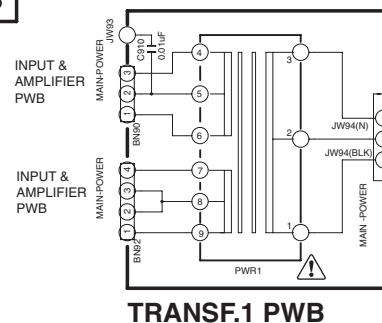 JW93
C910
0.01uF
INPUT &
AMPLIFIER
PWB
MAIN-POWER
3
2
1
BN90
4
5
6
3
2
1
JW94(N)
JW94(BLK)
MAIN -POWER
INPUT &
AMPLIFIER
PWB
MAIN-POWER
4
3
2
1
BN92
7
8
9
PWR1
TRANSF.1 PWB